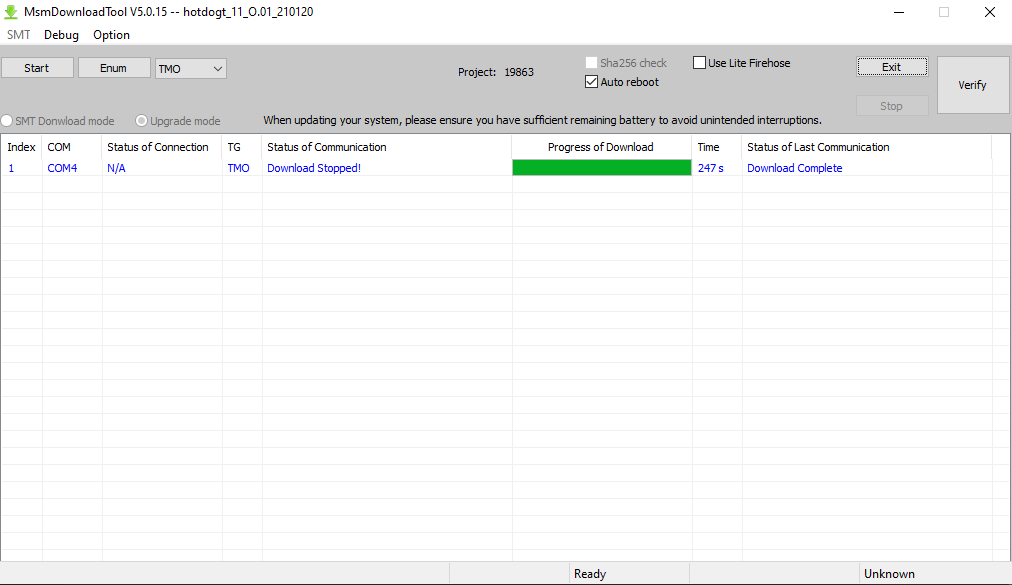 MsmDownloadTool V5.0.15 -- hotdogt_11_O.01_210120
SMT Debug Option
Start Enum TMO Project: 19863 Sha256 check Use Lite Firehose Exit Verify
Auto reboot
Stop
SMT Donwload mode Upgrade mode When updating your system, please ensure you have sufficient remaining battery to avoid unintended interruptions.
Index COM Status of Connection TG Status of Communication Progress of Download Time Status of Last Communication
1 COM4 N/A TMO Download Stopped! 247 s Download Complete
Ready Unknown